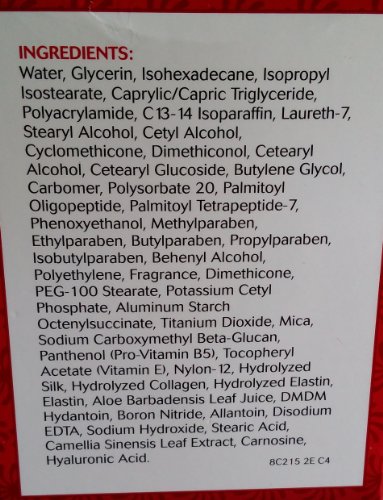 INGREDIENTS:
Water, Glycerin, Isohexadecane, Isopropyl
Isostearate, Caprylic/Capric Triglyceride,
Polyacrylamide, C13-14 Isoparaffin, Laureth-7,
Stearyl Alcohol, Cetyl Alcohol,
Cyclomethicone, Dimethiconol, Cetearyl
Alcohol, Cetearyl Glucoside, Butylene Glycol,
Carbomer, Polysorbate 20, Palmitoyl
Oligopeptide, Palmitoyl Tetrapeptide-7,
Phenoxyethanol, Methylparaben,
Ethylparaben, Butylparaben, Propylparaben,
Isobutylparaben, Behenyl Alcohol,
Polyethylene, Fragrance, Dimethicone,
PEG-100 Stearate, Potassium Cetyl
Phosphate, Aluminum Starch
Octenylsuccinate, Titanium Dioxide, Mica,
Sodium Carboxymethyl Beta-Glucan,
Panthenol (Pro-Vitamin B5), Tocopheryl
Acetate (Vitamin E), Nylon-12, Hydrolyzed
Silk, Hydrolyzed Collagen, Hydrolyzed Elastin,
Elastin, Aloe Barbadensis Leaf Juice, DMDM
Hydantoin, Boron Nitride, Allantoin, Disodium
EDTA, Sodium Hydroxide, Stearic Acid,
Camellia Sinensis Leaf Extract, Carnosine,
Hyaluronic Acid. 8C215 2E C4